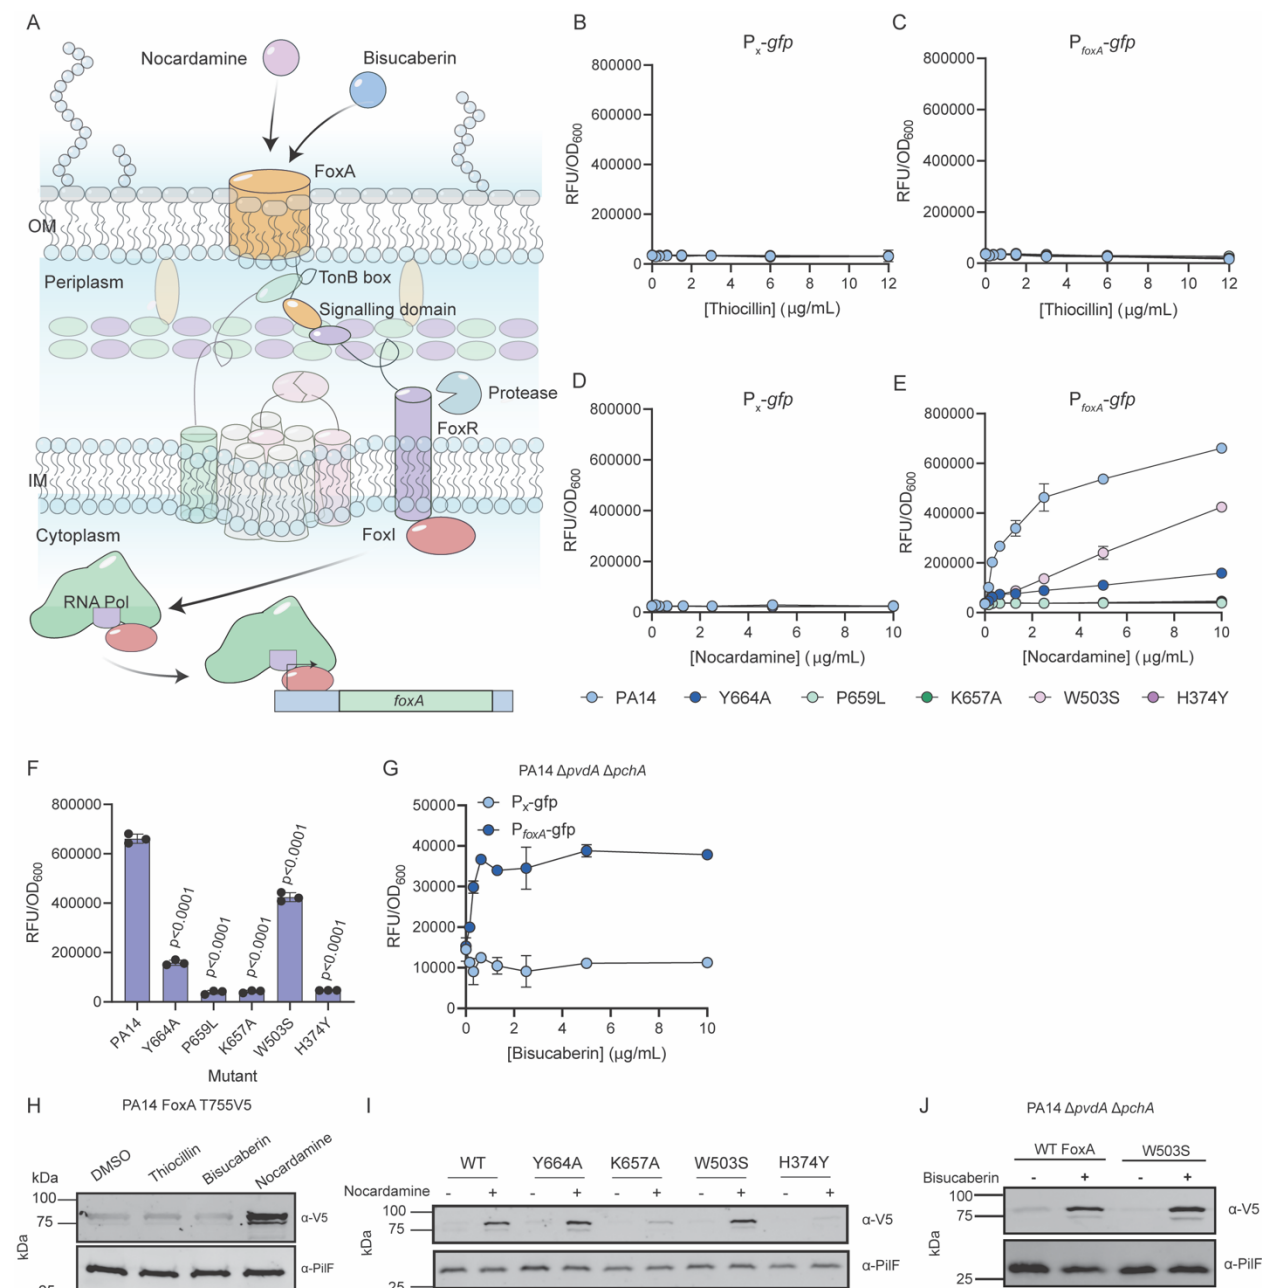 A
Nocardamine
Bisucaberin
FoxA
OM
TonB box
Periplasm
Signalling domain
Protease
FoxR
IM
Cytoplasm
FoxI
RNA Pol
foxA
B
Px-gfp
800000
600000
400000
200000
0
RFU/OD600
0 2 4 6 8 10 12
[Thiocillin] (µg/mL)
C
PfoxA-gfp
800000
600000
400000
200000
0
RFU/OD600
0 2 4 6 8 10 12
[Thiocillin] (µg/mL)
D
Px-gfp
800000
600000
400000
200000
0
RFU/OD600
0 2 4 6 8 10
[Nocardamine] (µg/mL)
E
PfoxA-gfp
800000
600000
400000
200000
0
RFU/OD600
0 2 4 6 8 10
[Nocardamine] (µg/mL)
PA14 Y664A P659L K657A W503S H374Y
F
800000
600000
400000
200000
0
RFU/OD600
p<0.0001
p<0.0001
p<0.0001
p<0.0001
p<0.0001
PA14 Y664A P659L K657A W503S H374Y
Mutant
G
PA14 ΔpvdA ΔpchA
Px-gfp
PfoxA-gfp
50000
40000
30000
20000
10000
0
RFU/OD600
0 2 4 6 8 10
[Bisucaberin] (µg/mL)
H
PA14 FoxA T755V5
DMSO Thiocillin Bisucaberin Nocardamine
kDa
100
75
α-V5
α-PilF
kDa
I
WT Y664A K657A W503S H374Y
Nocardamine - + - + - + - + - +
100
75
α-V5
kDa
α-PilF
25
J
PA14 ΔpvdA ΔpchA
WT FoxA W503S
Bisucaberin - + - +
100
75
α-V5
kDa
α-PilF
25